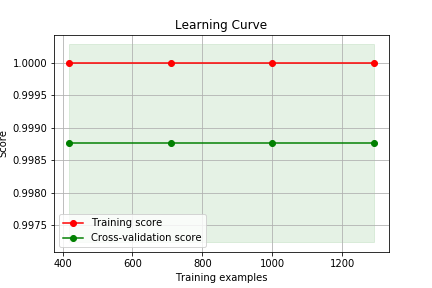 Learning Curve
1.0000
0.9995
0.9990
0.9985
0.9980
0.9975
Score
Training score
Cross-validation score
400 600 800 1000 1200
Training examples